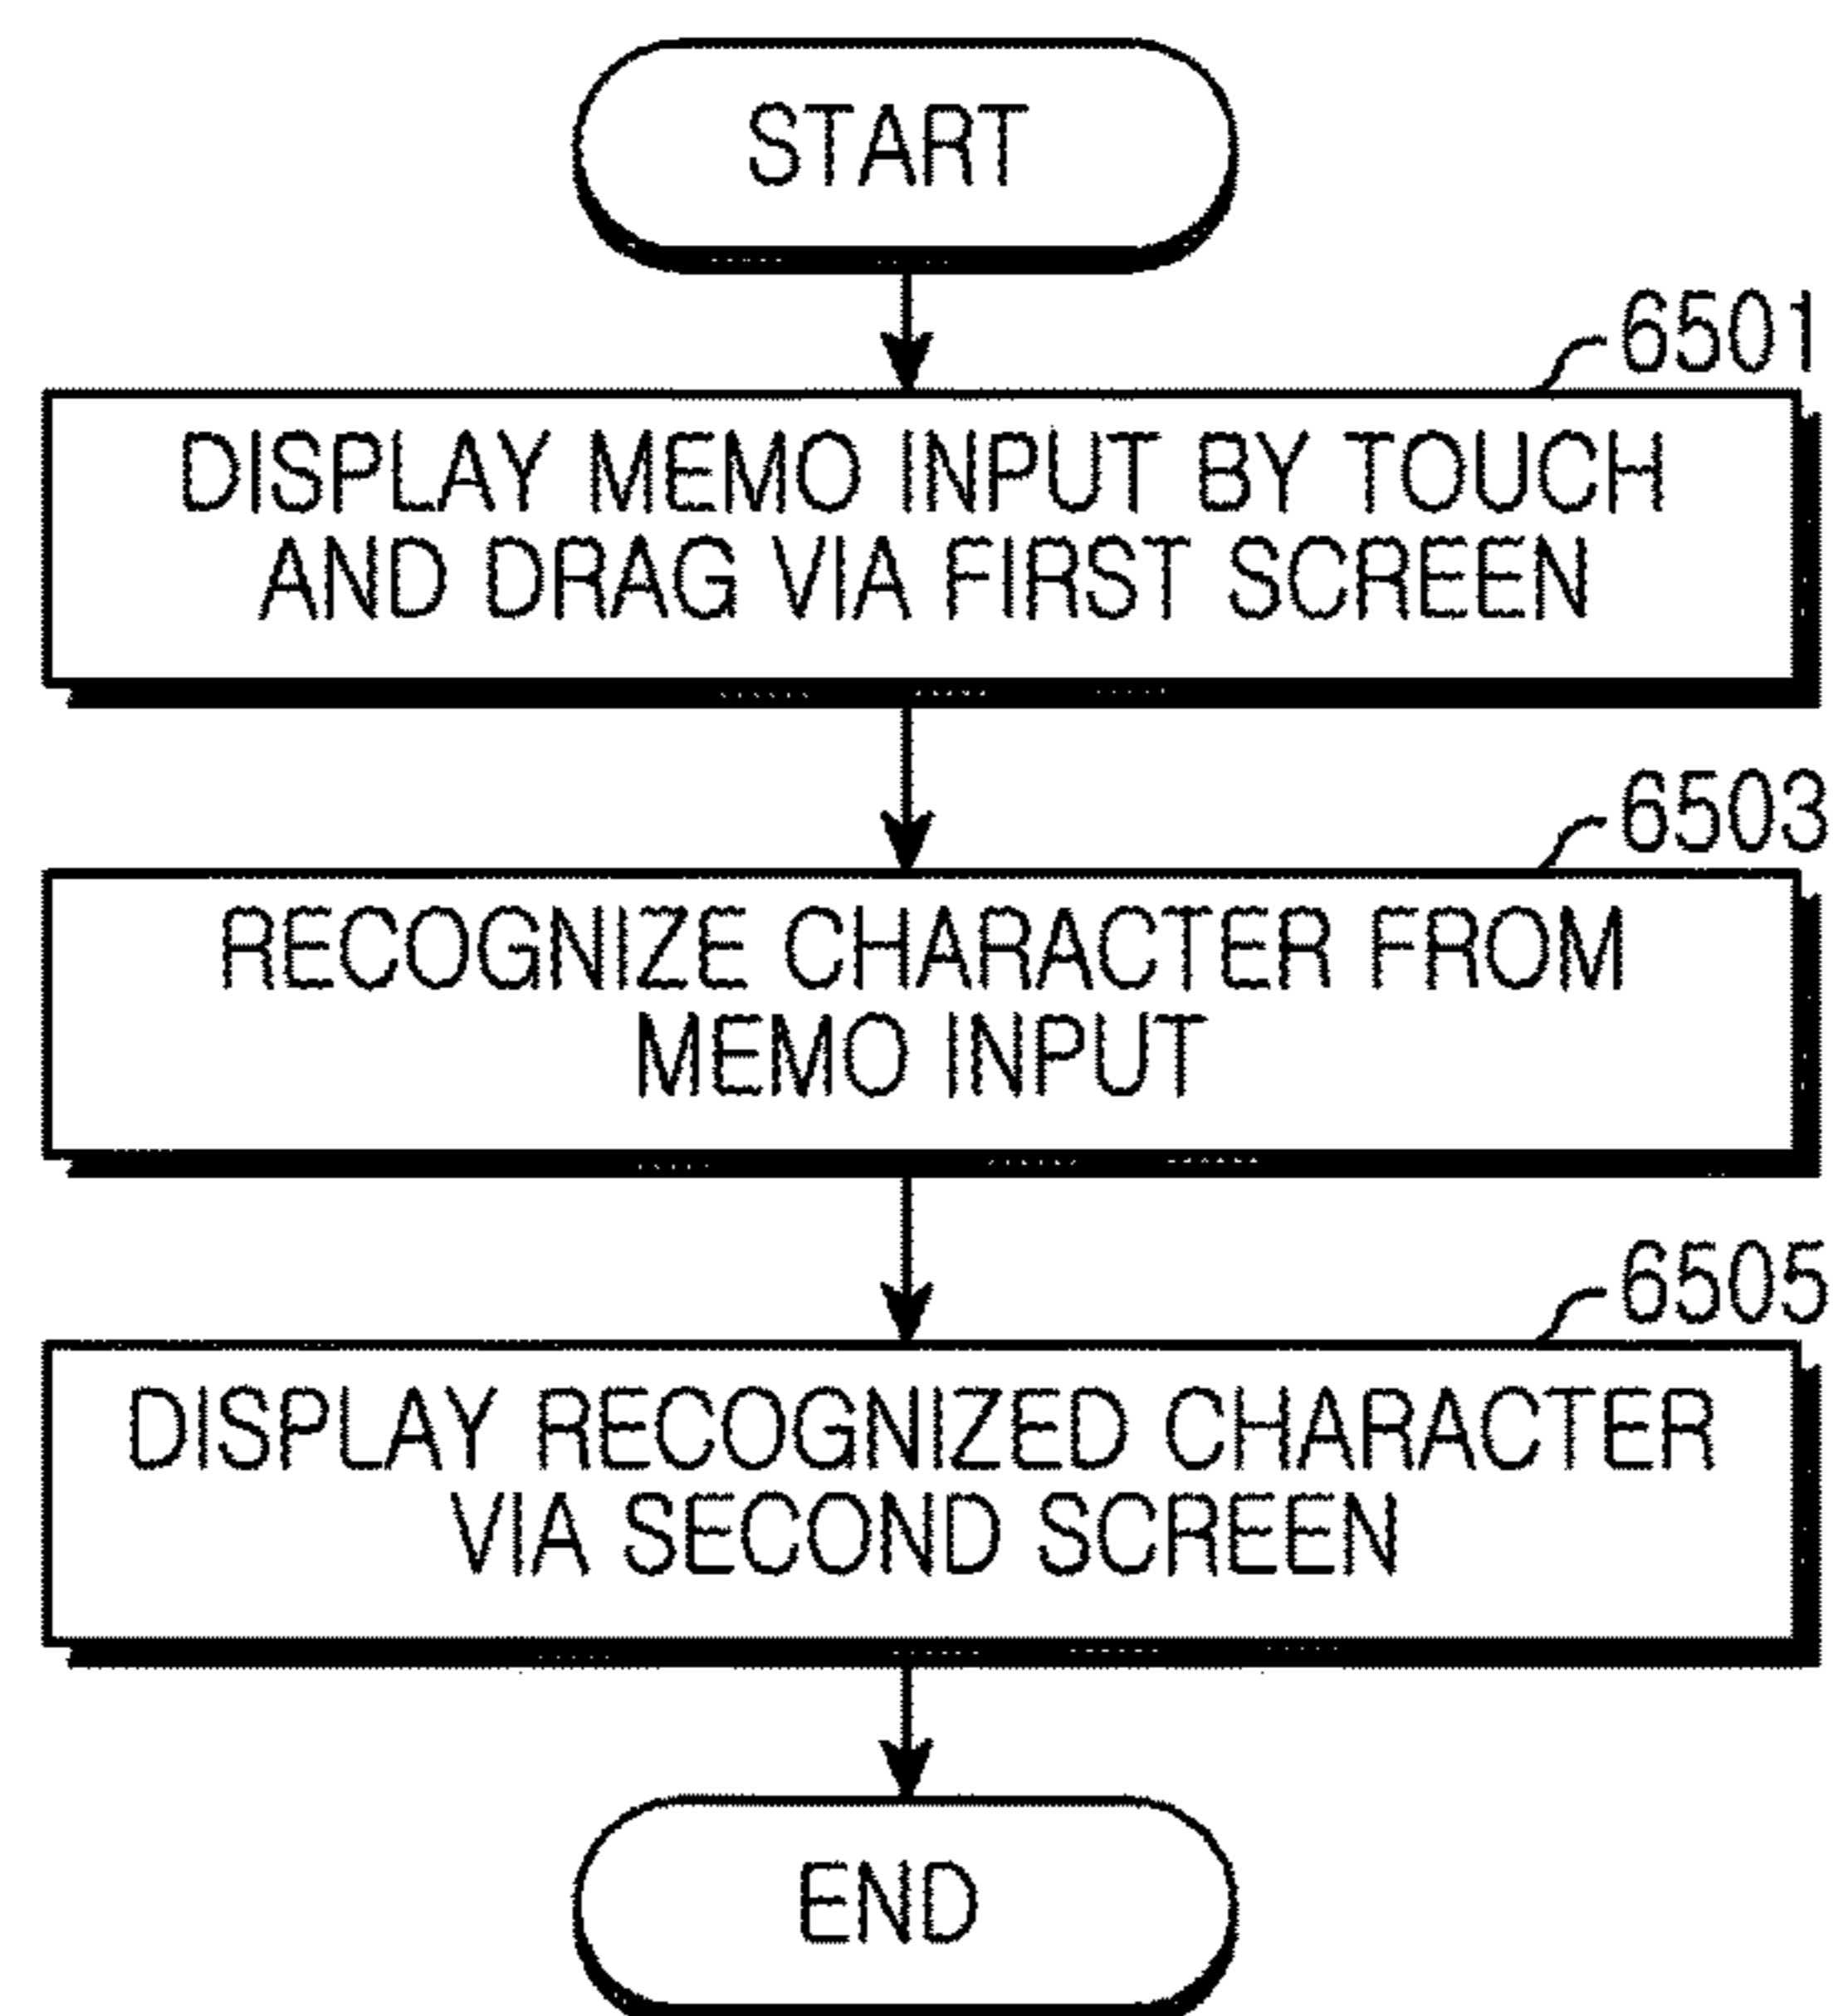 START
6501
DISPLAY MEMO INPUT BY TOUCH
AND DRAG VIA FIRST SCREEN
6503
RECOGNIZE CHARACTER FROM
MEMO INPUT
6505
DISPLAY RECOGNIZED CHARACTER
VIA SECOND SCREEN
END